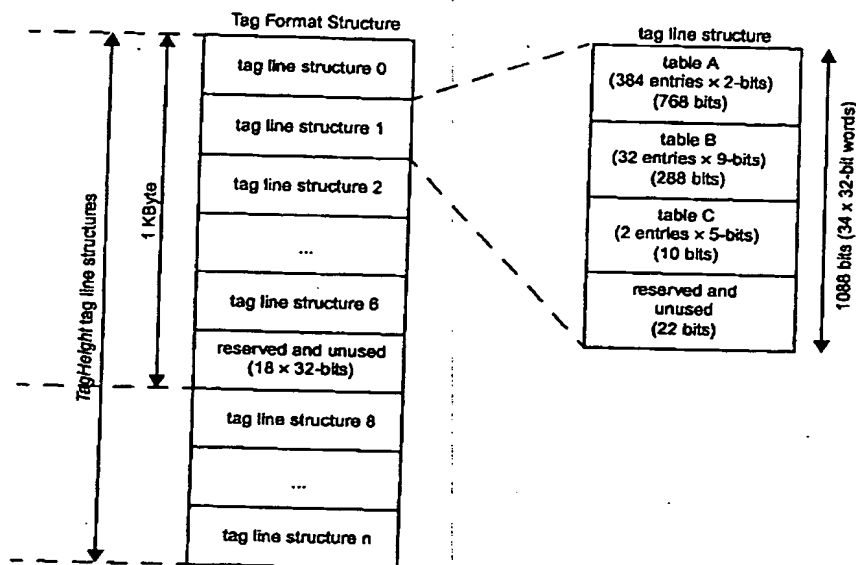 Tag Format Structure
tag line structure 0
tag line structure 1
tag line structure 2
...
tag line structure 6
reserved and unused
(18 × 32-bits)
tag line structure 8
...
tag line structure n
TagHeight tag line structures
1 KByte
tag line structure
table A
(384 entries × 2-bits)
(768 bits)
table B
(32 entries × 9-bits)
(288 bits)
table C
(2 entries × 5-bits)
(10 bits)
reserved and
unused
(22 bits)
1088 bits (34 x 32-bit words)